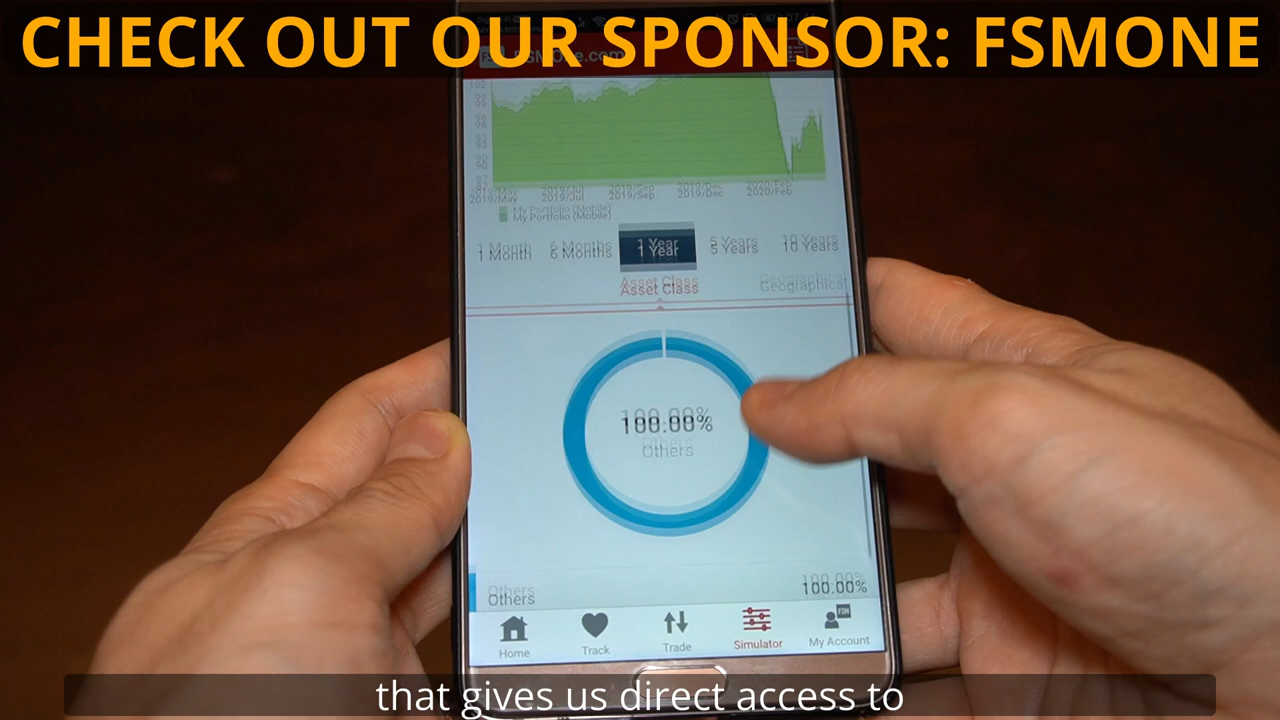 CHECK OUT OUR SPONSOR: FSMONE
FSMOne.com
2019/May 2019/Jul 2019/Sep 2019/Dec 2020/Feb
My Portfolio (Mobile)
1 Month 6 Months 1 Year 5 Years 10 Years
Asset Class Geographical
100.00%
Others
Others 100.00%
Home Track Trade Simulator My Account
that gives us direct access to